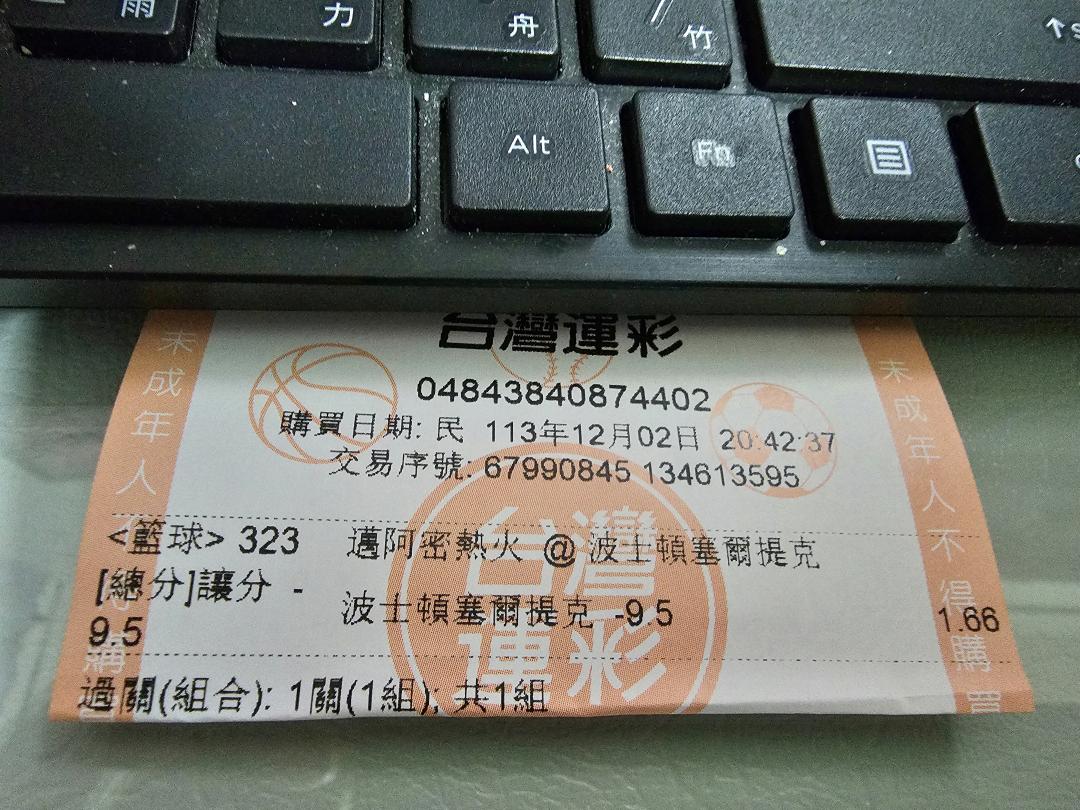 雨
力
舟
/ 竹
↑s
Alt
Fn
台灣運彩
04843840874402
購買日期: 民 113年12月02日 20:42:37
交易序號: 67990845 134613595
<籃球> 323 邁阿密熱火 @ 波士頓塞爾提克
[總分]讓分 -9.5 波士頓塞爾提克 -9.5 1.66
過關(組合): 1關(1組); 共1組
台灣
運彩
未成年人
購
未成年人不得購買